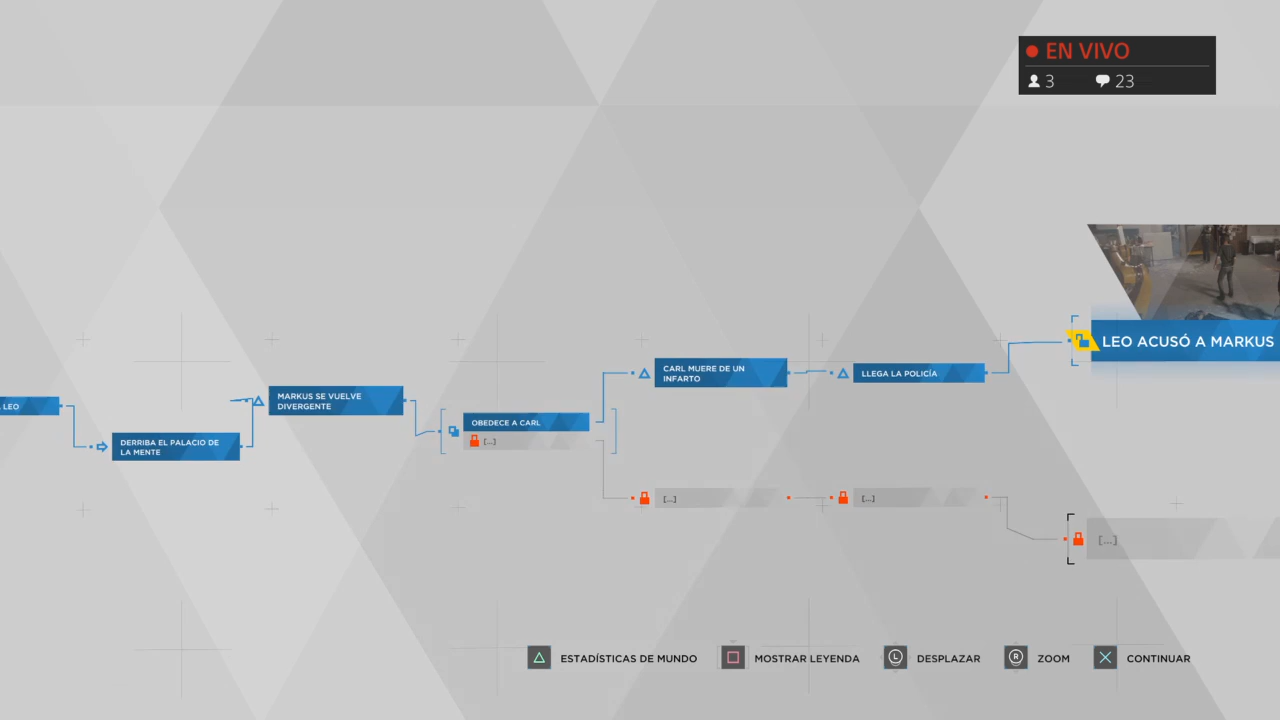 EN VIVO
3 23
LEO ACUSÓ A MARKUS
CARL MUERE DE UN
INFARTO
LLEGA LA POLICÍA
MARKUS SE VUELVE
DIVERGENTE
LEO
OBEDECE A CARL
[...]
DERRIBA EL PALACIO DE
LA MENTE
[...]
[...]
[...]
ESTADÍSTICAS DE MUNDO
MOSTRAR LEYENDA
L
DESPLAZAR
R
ZOOM
CONTINUAR